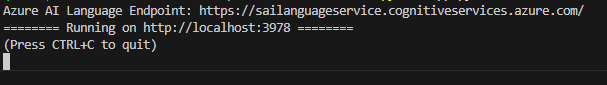 Azure AI Language Endpoint: https://sailanguageservice.cognitiveservices.azure.com/
======== Running on http://localhost:3978 ========
(Press CTRL+C to quit)